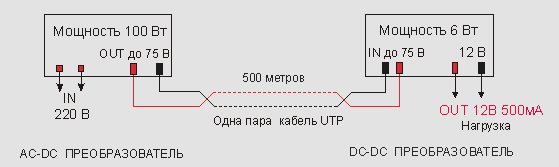 Мощность 100 Вт
OUT до 75 В
IN
220 В
500 метров
Одна пара кабель UTP
Мощность 6 Вт
IN до 75 В
12 В
OUT 12В 500мА
Нагрузка
AC-DC ПРЕОБРАЗОВАТЕЛЬ
DC-DC ПРЕОБРАЗОВАТЕЛЬ